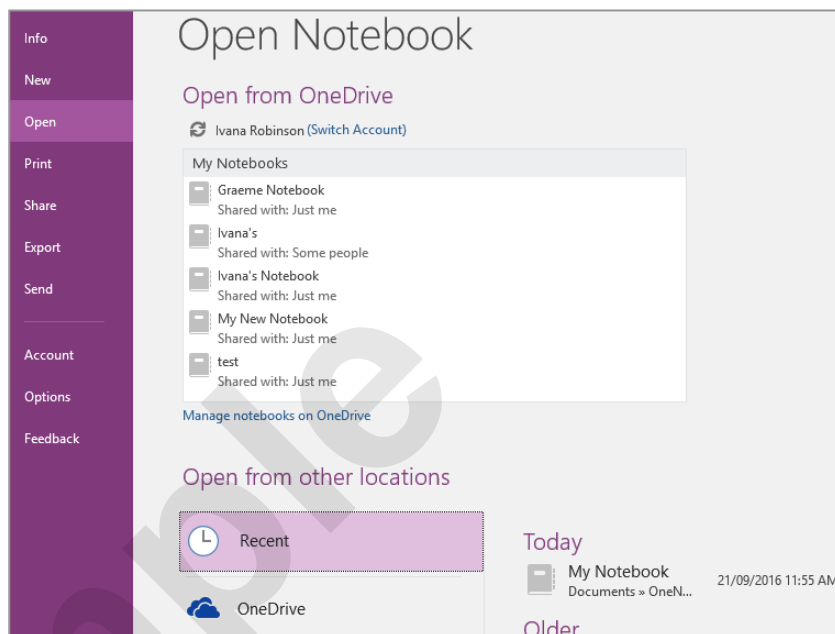 Open Notebook
Info
New
Open
Print
Share
Export
Send
Account
Options
Feedback
Open from OneDrive
Ivana Robinson (Switch Account)
My Notebooks
Graeme Notebook
Shared with: Just me
Ivana's
Shared with: Some people
Ivana's Notebook
Shared with: Just me
My New Notebook
Shared with: Just me
test
Shared with: Just me
Manage notebooks on OneDrive
Open from other locations
Recent
OneDrive
Today
My Notebook
21/09/2016 11:55 AM
Documents » OneN...
Older
ple